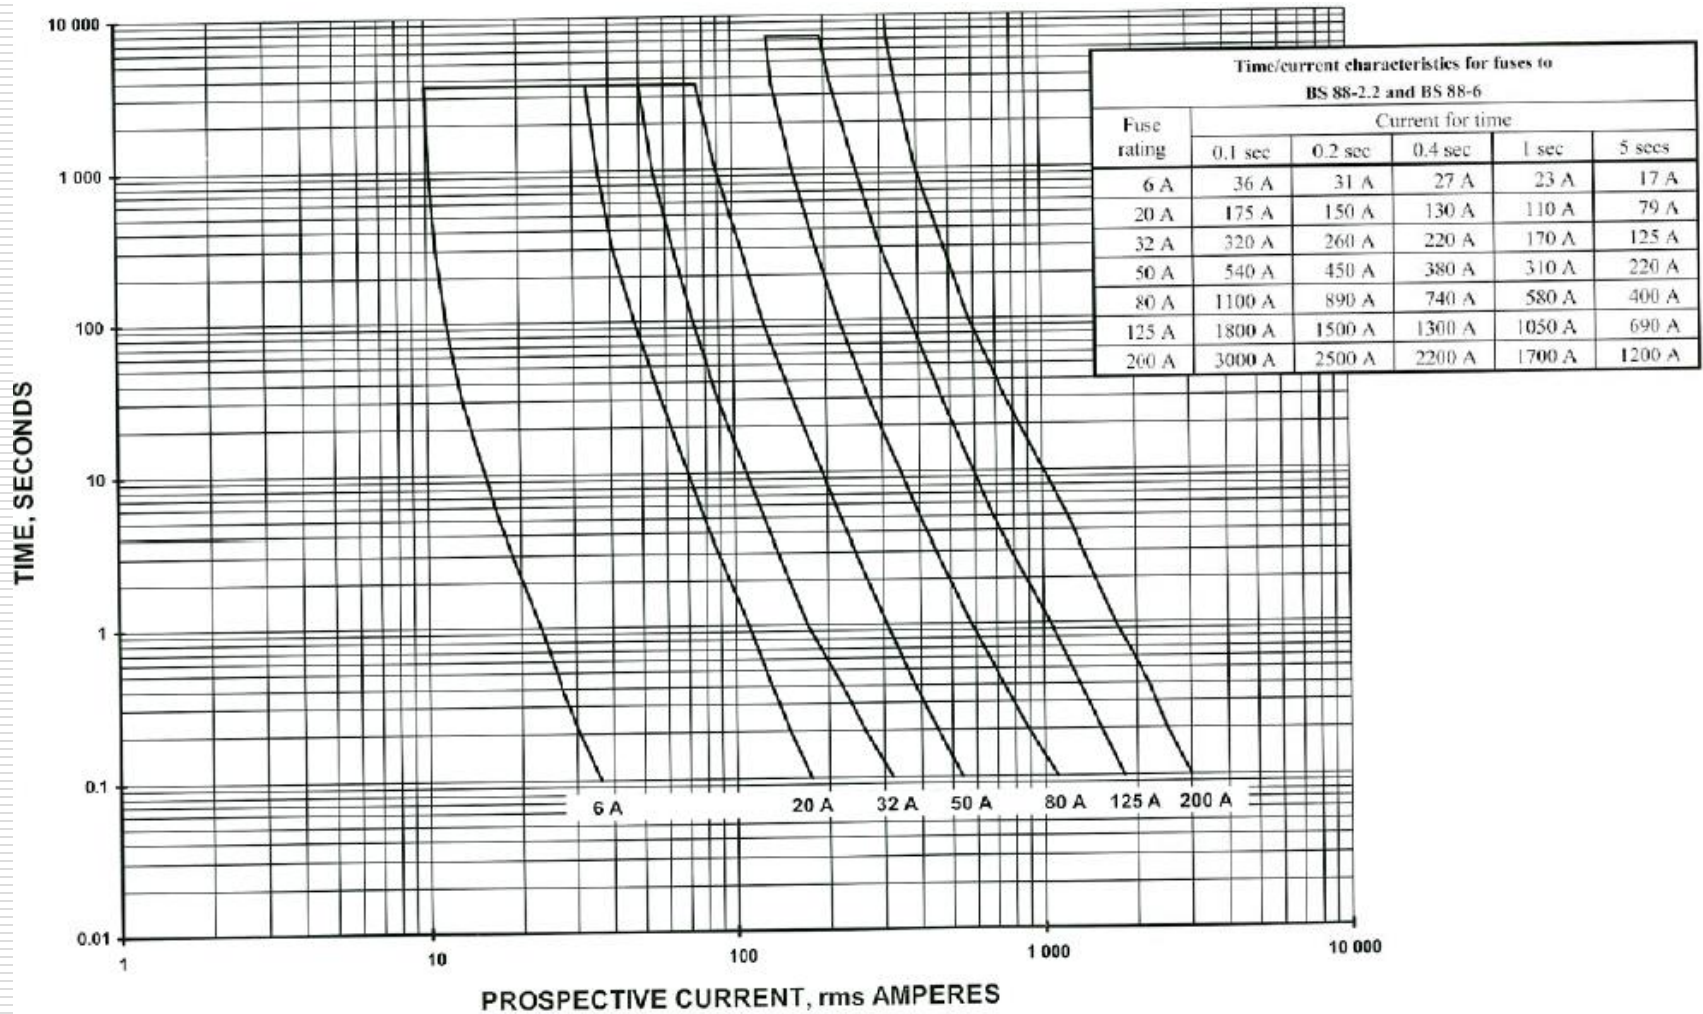 10 000
1 000
100
10
1
0.1
0.01
TIME, SECONDS
1
10
100
1 000
10 000
PROSPECTIVE CURRENT, rms AMPERES
6 A
20 A
32 A
50 A
80 A
125 A
200 A
Time/current characteristics for fuses to
BS 88-2.2 and BS 88-6
Fuse rating
Current for time
0.1 sec 0.2 sec 0.4 sec 1 sec 5 secs
6 A 36 A 31 A 27 A 23 A 17 A
20 A 175 A 150 A 130 A 110 A 79 A
32 A 320 A 260 A 220 A 170 A 125 A
50 A 540 A 450 A 380 A 310 A 220 A
80 A 1100 A 890 A 740 A 580 A 400 A
125 A 1800 A 1500 A 1300 A 1050 A 690 A
200 A 3000 A 2500 A 2200 A 1700 A 1200 A